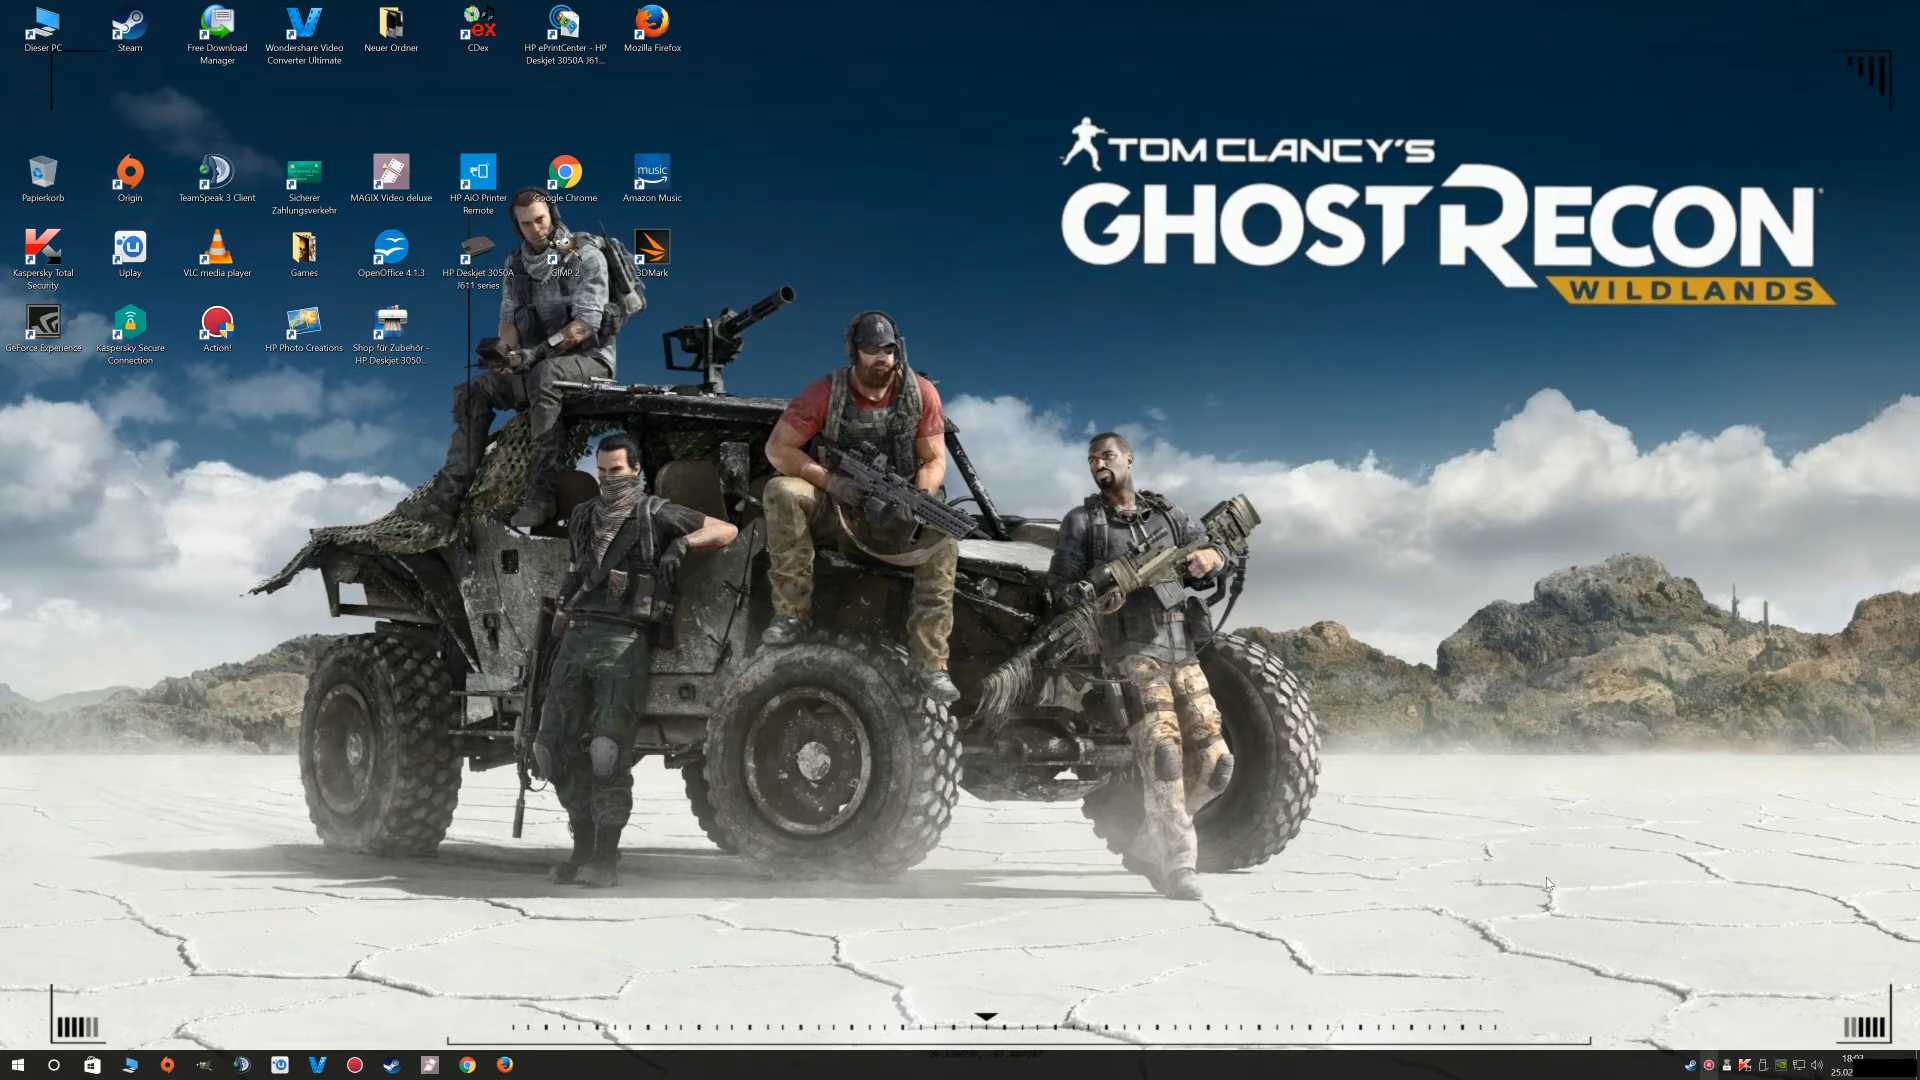 Dieser PC
Steam
Free Download
Manager
Wondershare Video
Converter Ultimate
Neuer Ordner
ex
CDex
HP ePrintCenter - HP
Deskjet 3050A J61...
Mozilla Firefox
TOM CLANCY'S
GHOST RECON
WILDLANDS
Papierkorb
Origin
TeamSpeak 3 Client
Sicherer
Zahlungsverkehr
MAGIX Video deluxe
HP AiO Printer
Remote
Google Chrome
music
Amazon Music
Kaspersky Total
Security
Uplay
VLC media player
Games
OpenOffice 4.1.3
HP Deskjet 3050A
J611 series
GIMP 2
3DMark
GeForce Experience
Kaspersky Secure
Connection
Action!
HP Photo Creations
Shop für Zubehör -
HP Deskjet 3050...
25.02